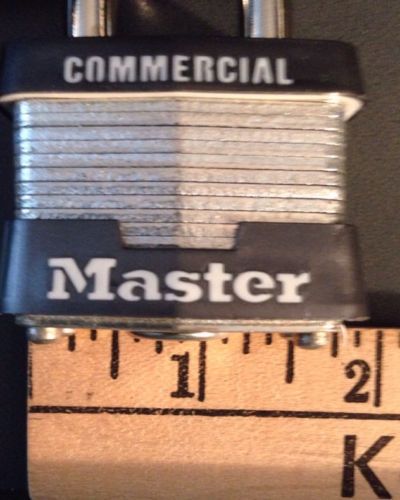 COMMERCIAL
Master
1 2
K